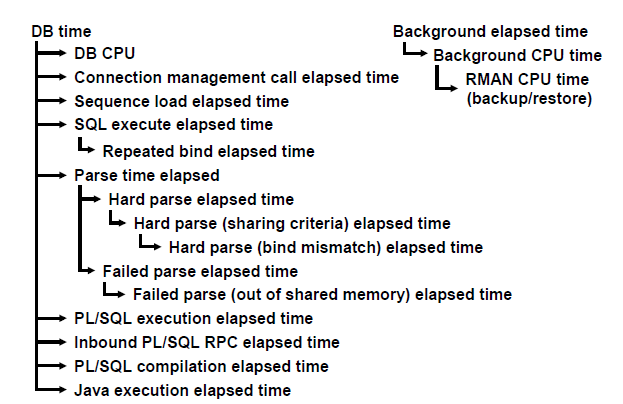 DB time
DB CPU
Connection management call elapsed time
Sequence load elapsed time
SQL execute elapsed time
Repeated bind elapsed time
Parse time elapsed
Hard parse elapsed time
Hard parse (sharing criteria) elapsed time
Hard parse (bind mismatch) elapsed time
Failed parse elapsed time
Failed parse (out of shared memory) elapsed time
PL/SQL execution elapsed time
Inbound PL/SQL RPC elapsed time
PL/SQL compilation elapsed time
Java execution elapsed time
Background elapsed time
Background CPU time
RMAN CPU time
(backup/restore)